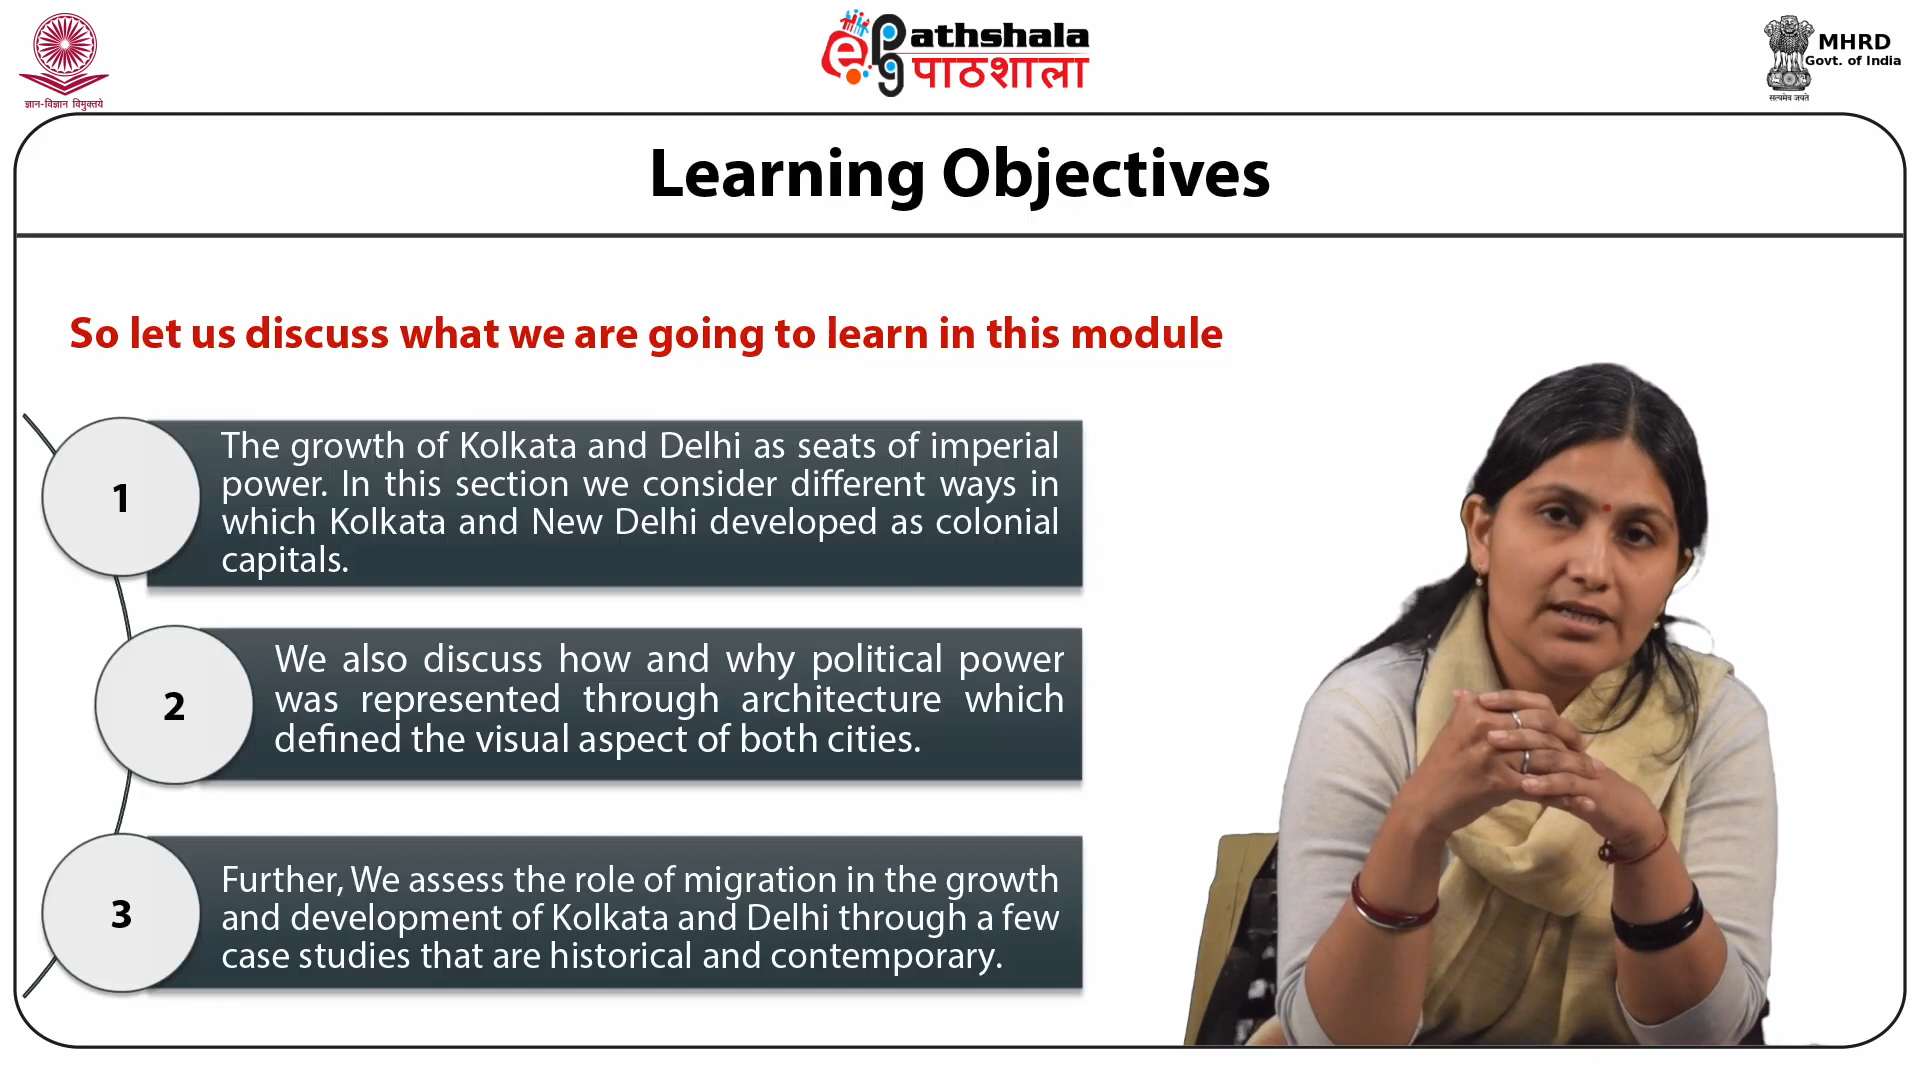 ज्ञान-विज्ञान विमुक्तये
ePathshala
पाठशाला
MHRD
Govt. of India
सत्यमेव जयते
Learning Objectives
So let us discuss what we are going to learn in this module
1
The growth of Kolkata and Delhi as seats of imperial
power. In this section we consider different ways in
which Kolkata and New Delhi developed as colonial
capitals.
2
We also discuss how and why political power
was represented through architecture which
defined the visual aspect of both cities.
3
Further, We assess the role of migration in the growth
and development of Kolkata and Delhi through a few
case studies that are historical and contemporary.